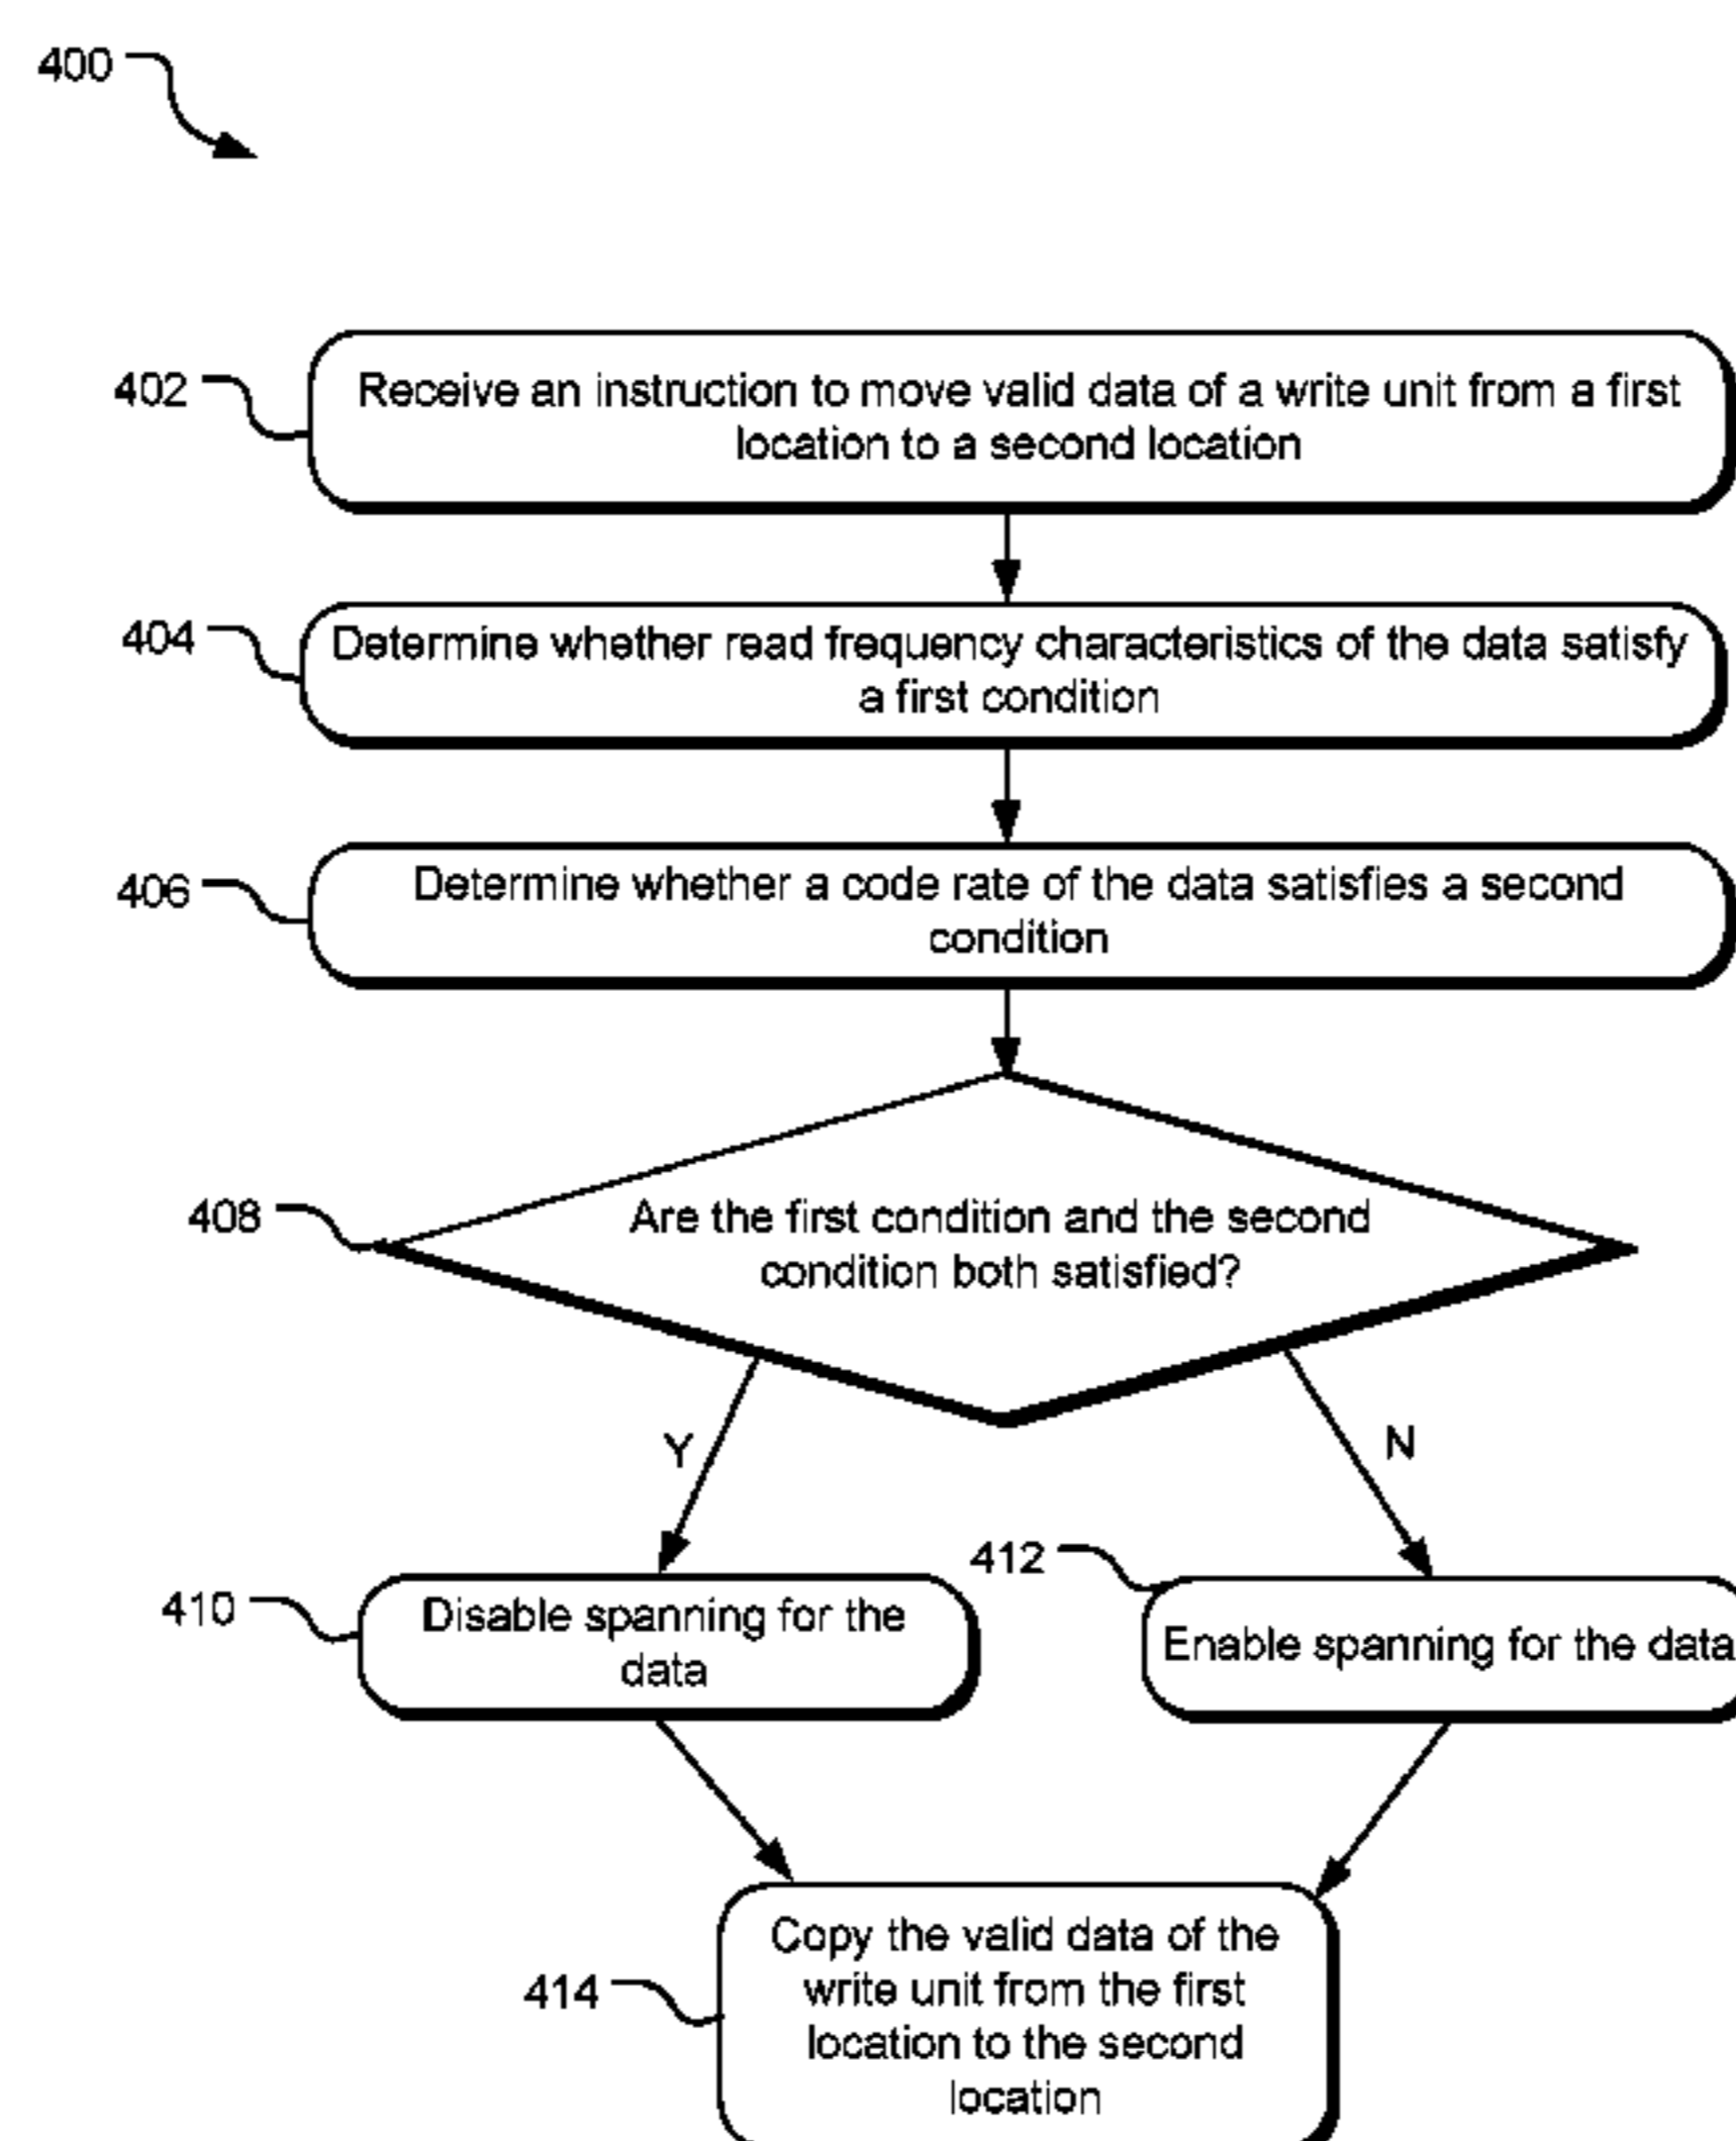 400
402
Receive an instruction to move valid data of a write unit from a first
location to a second location
404
Determine whether read frequency characteristics of the data satisfy
a first condition
406
Determine whether a code rate of the data satisfies a second
condition
408
Are the first condition and the second
condition both satisfied?
Y
N
410
Disable spanning for the
data
412
Enable spanning for the data
414
Copy the valid data of the
write unit from the first
location to the second
location